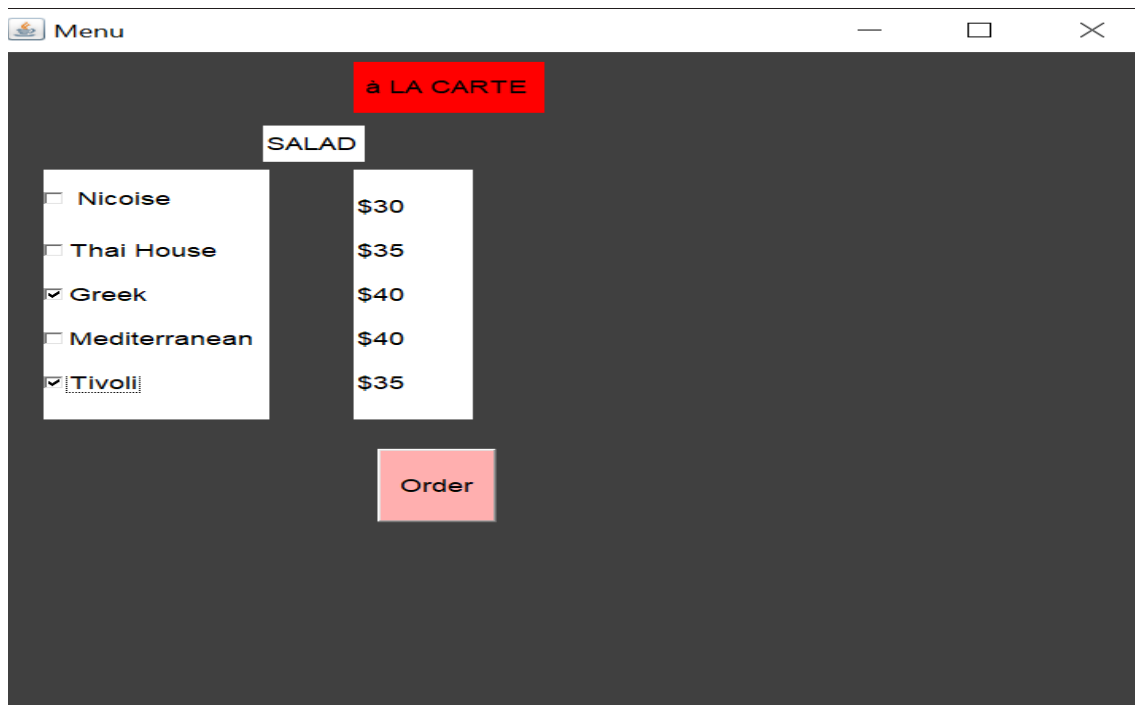 Menu
à LA CARTE
SALAD
Nicoise $30
Thai House $35
Greek $40
Mediterranean $40
Tivoli $35
Order